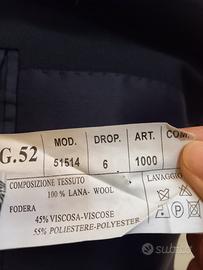 MOD. DROP. ART. COM
G.52 51514 6 1000
COMPOSIZIONE TESSUTO
100 % LANA- WOOL
LAVAGGIO
FODERA
45% VISCOSA-VISCOSE
55% POLIESTERE-POLYESTER
subito